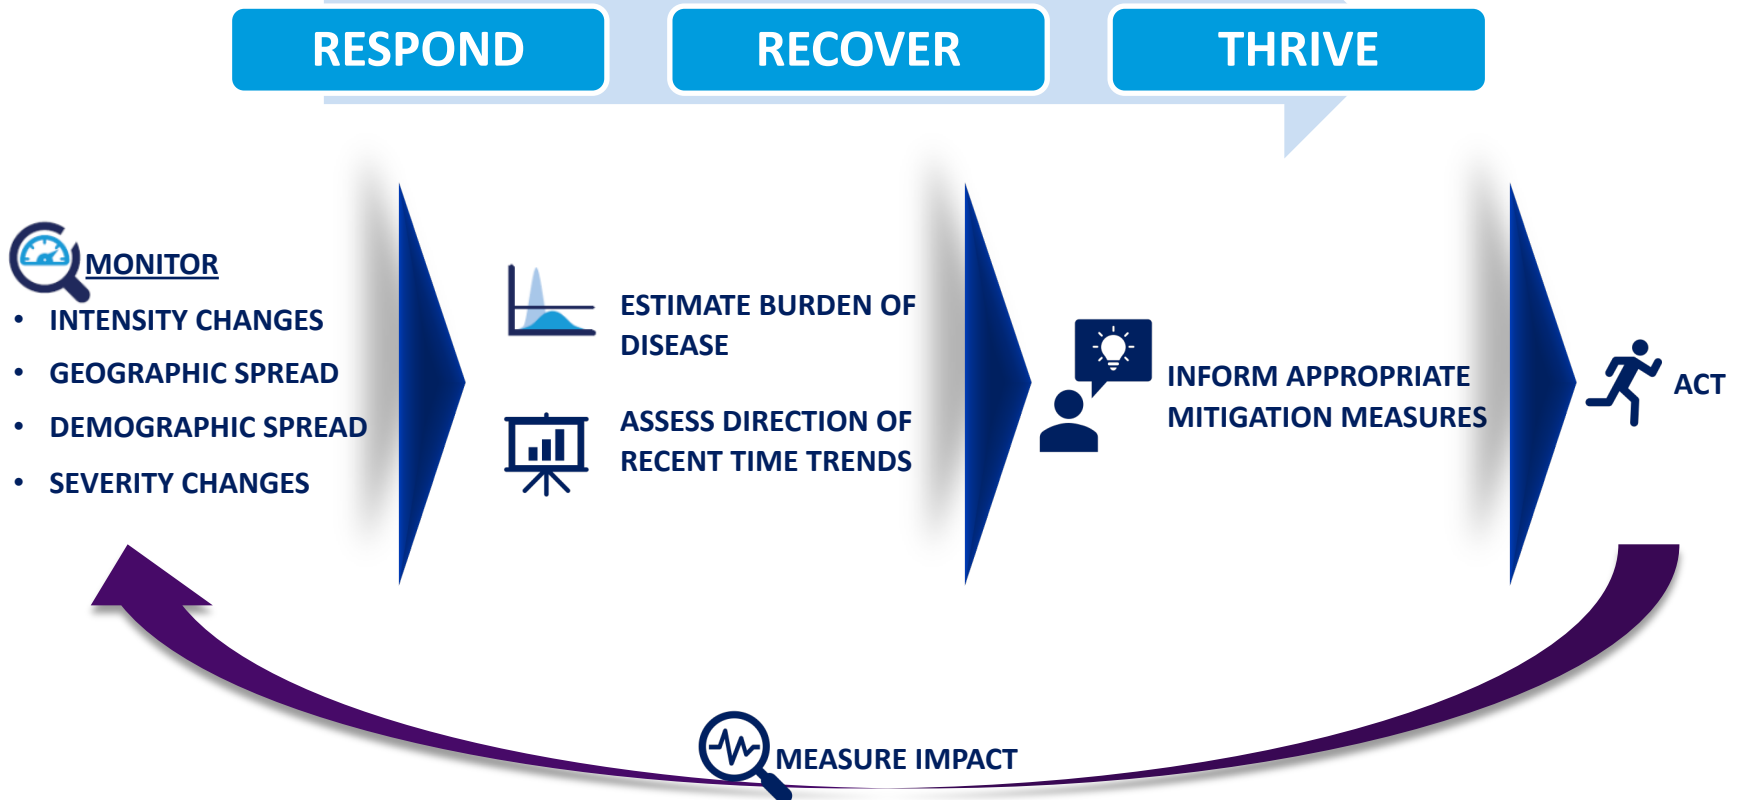 RESPOND
RECOVER
THRIVE
MONITOR
• INTENSITY CHANGES
• GEOGRAPHIC SPREAD
• DEMOGRAPHIC SPREAD
• SEVERITY CHANGES
ESTIMATE BURDEN OF
DISEASE
ASSESS DIRECTION OF
RECENT TIME TRENDS
INFORM APPROPRIATE
MITIGATION MEASURES
ACT
MEASURE IMPACT